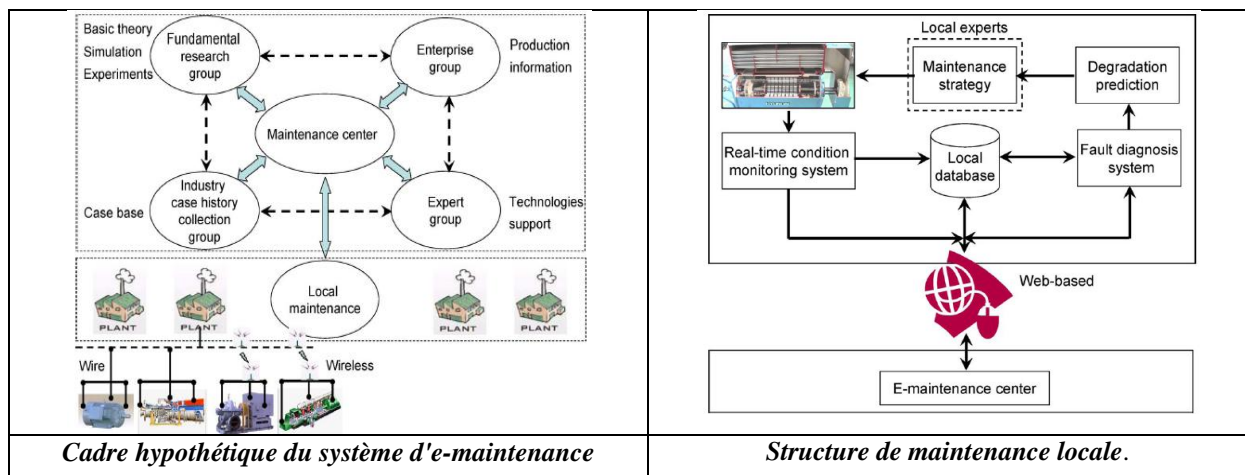 Basic theory
Simulation
Experiments
Fundamental
research
group
Enterprise
group
Production
information
Maintenance center
Case base
Industry
case history
collection
group
Expert
group
Technologies
support
PLANT
PLANT
Local
maintenance
PLANT
PLANT
Wire
Wireless
Cadre hypothétique du système d'e-maintenance
Local experts
Maintenance
strategy
Degradation
prediction
Real-time condition
monitoring system
Local
database
Fault diagnosis
system
Web-based
E-maintenance center
Structure de maintenance locale.